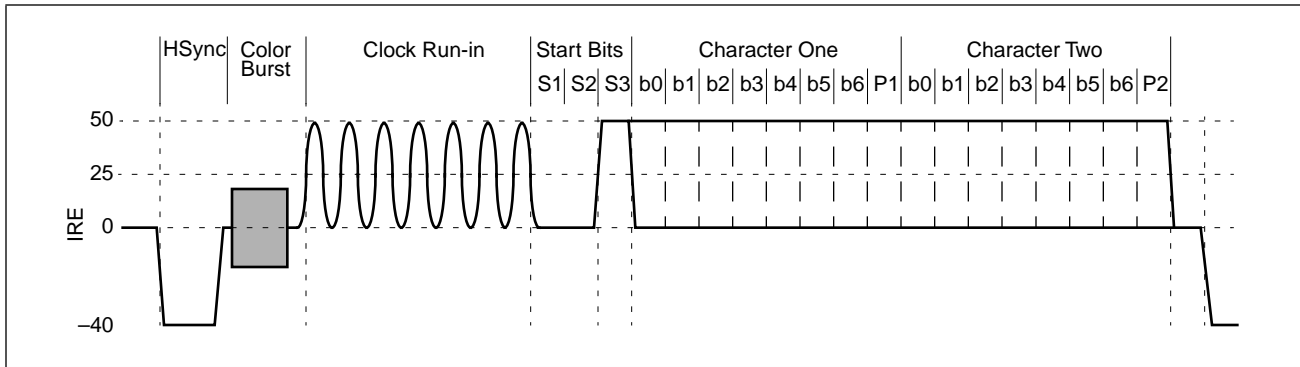 HSync Color Burst Clock Run-in Start Bits Character One Character Two
S1 S2 S3 b0 b1 b2 b3 b4 b5 b6 P1 b0 b1 b2 b3 b4 b5 b6 P2
50
25
IRE
0
–40